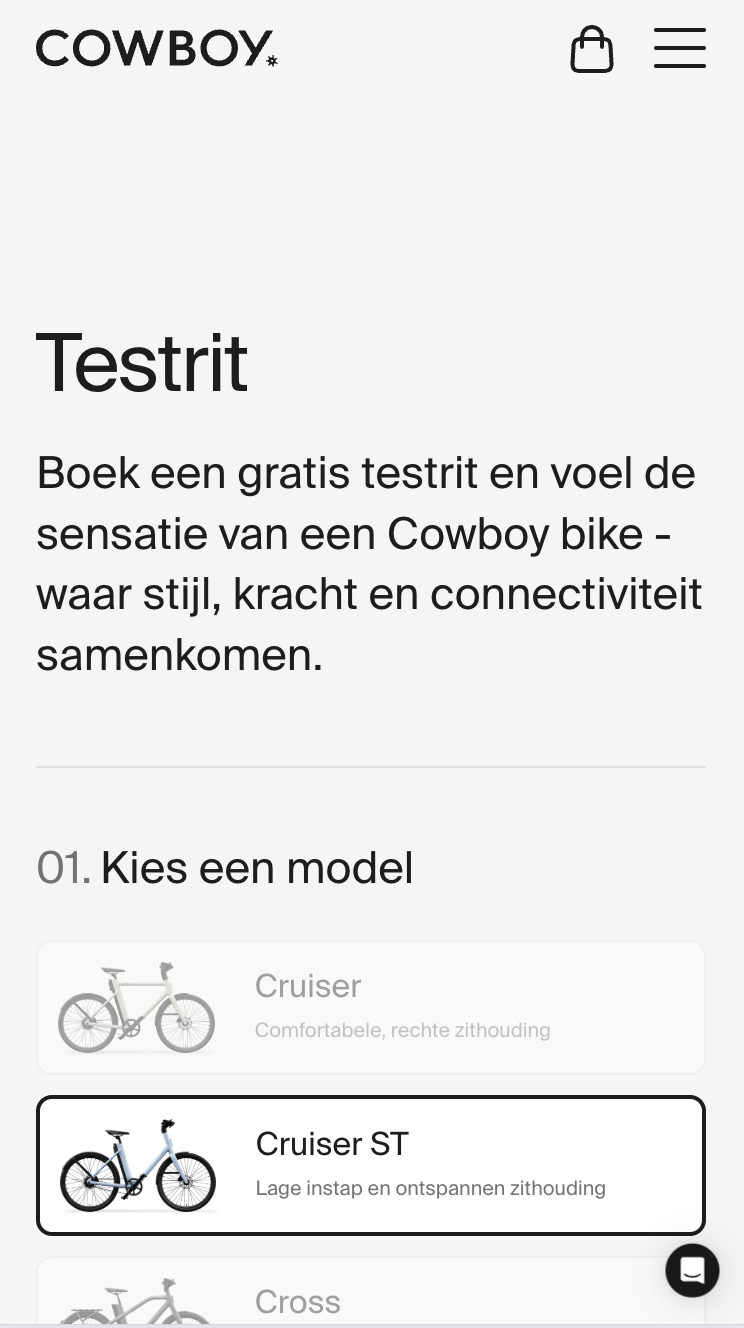 COWBOY
Testrit
Boek een gratis testrit en voel de
sensatie van een Cowboy bike -
waar stijl, kracht en connectiviteit
samenkomen.
01. Kies een model
Cruiser
Comfortabele, rechte zithouding
Cruiser ST
Lage instap en ontspannen zithouding
Cross